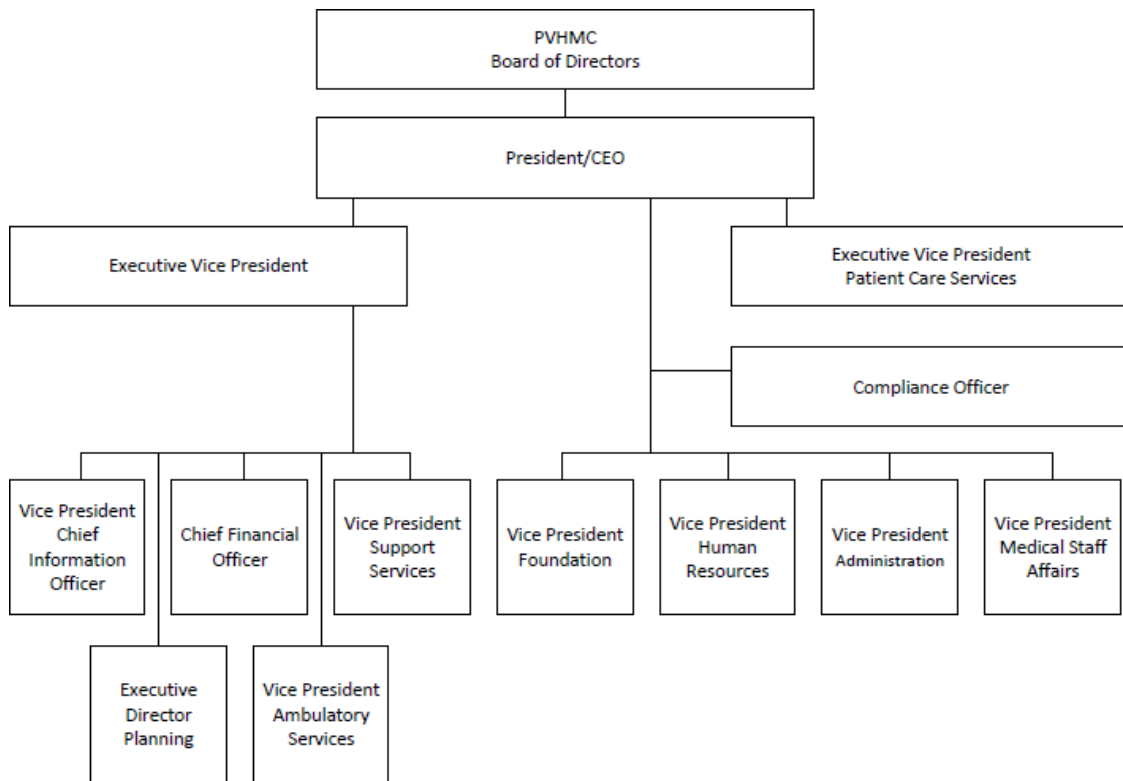 PVHMC
Board of Directors
President/CEO
Executive Vice President
Executive Vice President
Patient Care Services
Compliance Officer
Vice President
Chief
Information
Officer
Chief Financial
Officer
Vice President
Support
Services
Vice President
Foundation
Vice President
Human
Resources
Vice President
Administration
Vice President
Medical Staff
Affairs
Executive
Director
Planning
Vice President
Ambulatory
Services